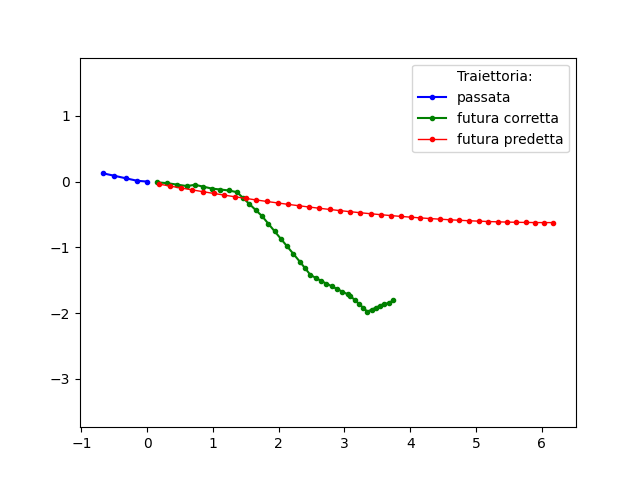 Traiettoria:
passata
futura corretta
futura predetta
1
0
−1
−2
−3
−1 0 1 2 3 4 5 6